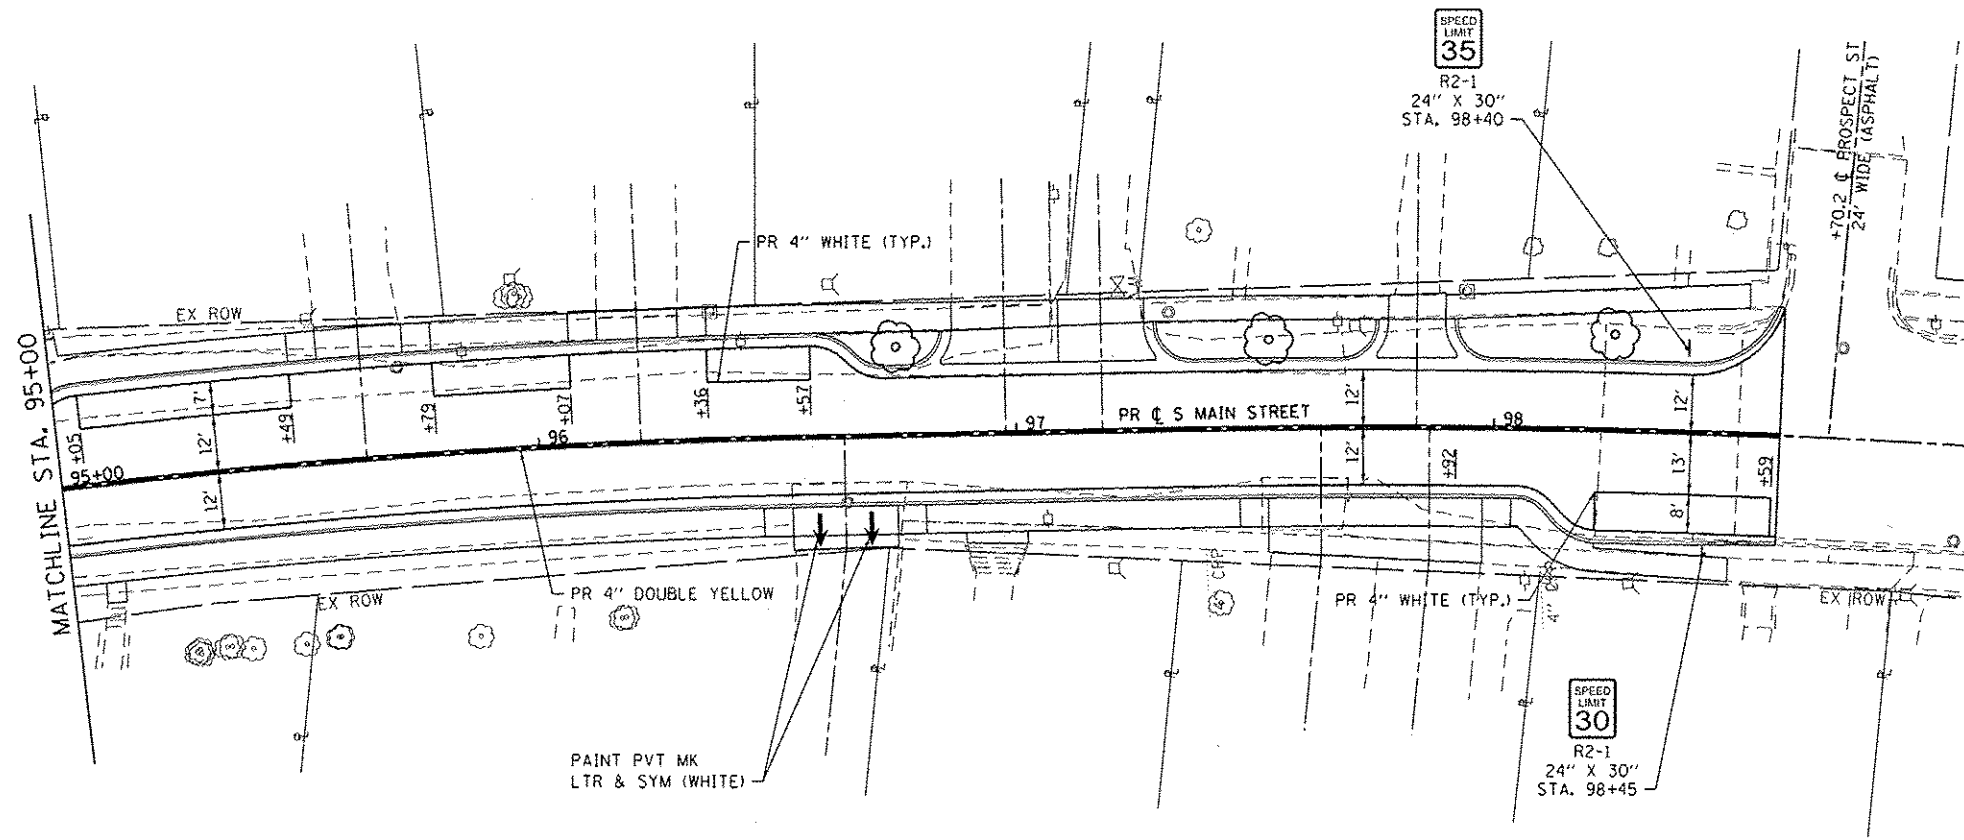 SPEED
LIMIT
35
R2-1
24" X 30"
STA. 98+40
+70.2 ℄ PROSPECT ST
24' WIDE (ASPHALT)
PR 4" WHITE (TYP.)
EX ROW
MATCHLINE STA. 95+00
95+00
+05
7'
12'
12'
+49
+79
+07
96
+36
+57
97
PR ℄ S MAIN STREET
12'
12'
+92
98
12'
13'
8'
+59
PR 4" DOUBLE YELLOW
EX ROW
PR 4" WHITE (TYP.)
EX ROW
PAINT PVT MK
LTR & SYM (WHITE)
SPEED
LIMIT
30
R2-1
24" X 30"
STA. 98+45